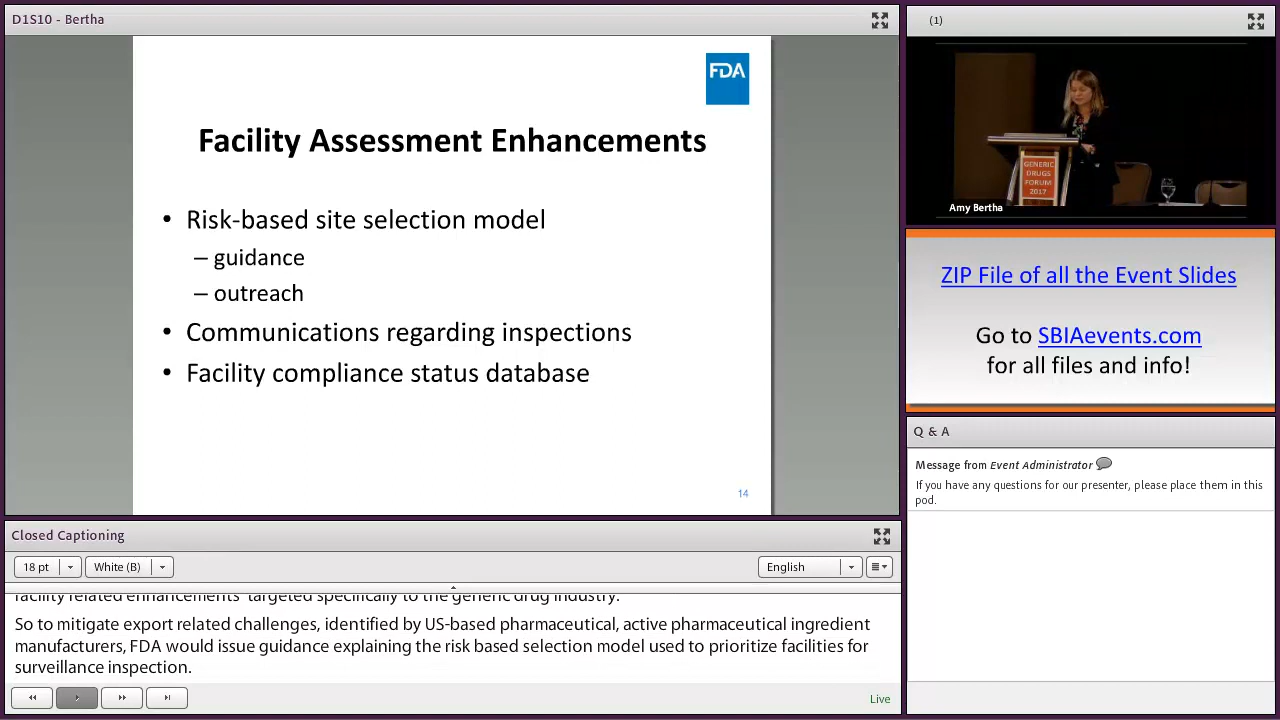 D1S10 - Bertha
FDA
Facility Assessment Enhancements
• Risk-based site selection model
– guidance
– outreach
• Communications regarding inspections
• Facility compliance status database
14
(1)
GENERIC
DRUGS
FORUM
2017
Amy Bertha
ZIP File of all the Event Slides
Go to SBIAevents.com
for all files and info!
Q & A
Message from Event Administrator
If you have any questions for our presenter, please place them in this
pod.
Closed Captioning
18 pt
White (B)
English
facility related enhancements targeted specifically to the generic drug industry.
So to mitigate export related challenges, identified by US-based pharmaceutical, active pharmaceutical ingredient
manufacturers, FDA would issue guidance explaining the risk based selection model used to prioritize facilities for
surveillance inspection.
Live